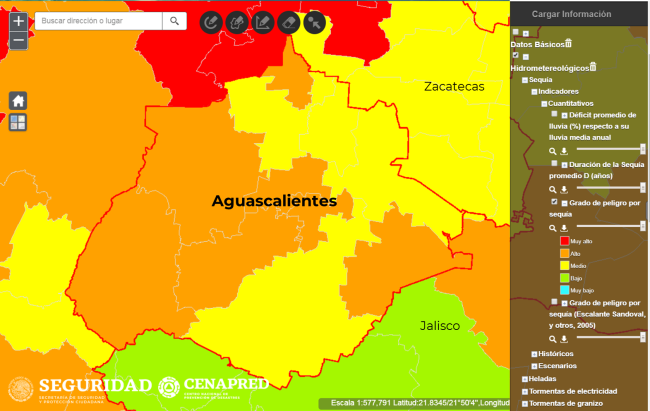 Buscar dirección o lugar
Zacatecas
Aguascalientes
Jalisco
SEGURIDAD
SECRETARÍA DE SEGURIDAD
Y PROTECCIÓN CIUDADANA
CENAPRED
CENTRO NACIONAL DE
PREVENCIÓN DE DESASTRES
Escala 1:577,791 Latitud:21.8345/21°50'4",Longitud
Cargar Información
Datos Básicos
Hidrometereológicos
Sequía
Indicadores
Cuantitativos
Déficit promedio de
lluvia (%) respecto a su
lluvia media anual
Duración de la Sequía
promedio D (años)
Grado de peligro por
sequía
Muy alto
Alto
Medio
Bajo
Muy bajo
Grado de peligro por
sequía (Escalante Sandoval,
y otros, 2005)
Históricos
Escenarios
Heladas
Tormentas de electricidad
Tormentas de granizo